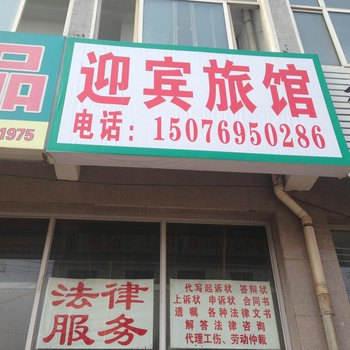 品
1975
迎宾旅馆
电话：15076950286
法律
服务
代写起诉状 答辩状
上诉状 申诉状 合同书
遗嘱 各种法律文书
解答法律咨询
代理工伤、劳动仲裁